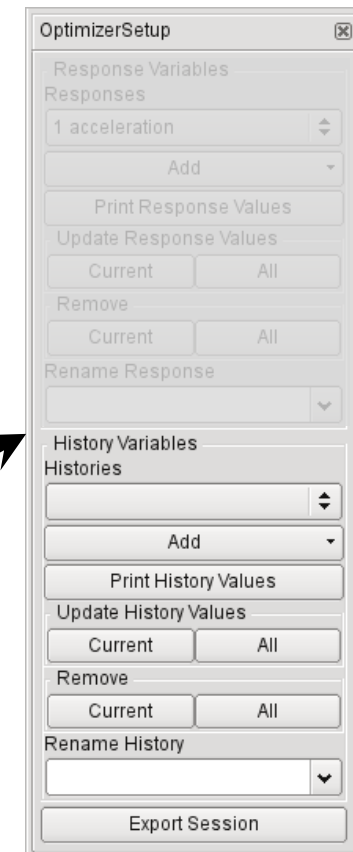 OptimizerSetup
Response Variables
Responses
1 acceleration
Add
Print Response Values
Update Response Values
Current All
Remove
Current All
Rename Response
History Variables
Histories
Add
Print History Values
Update History Values
Current All
Remove
Current All
Rename History
Export Session